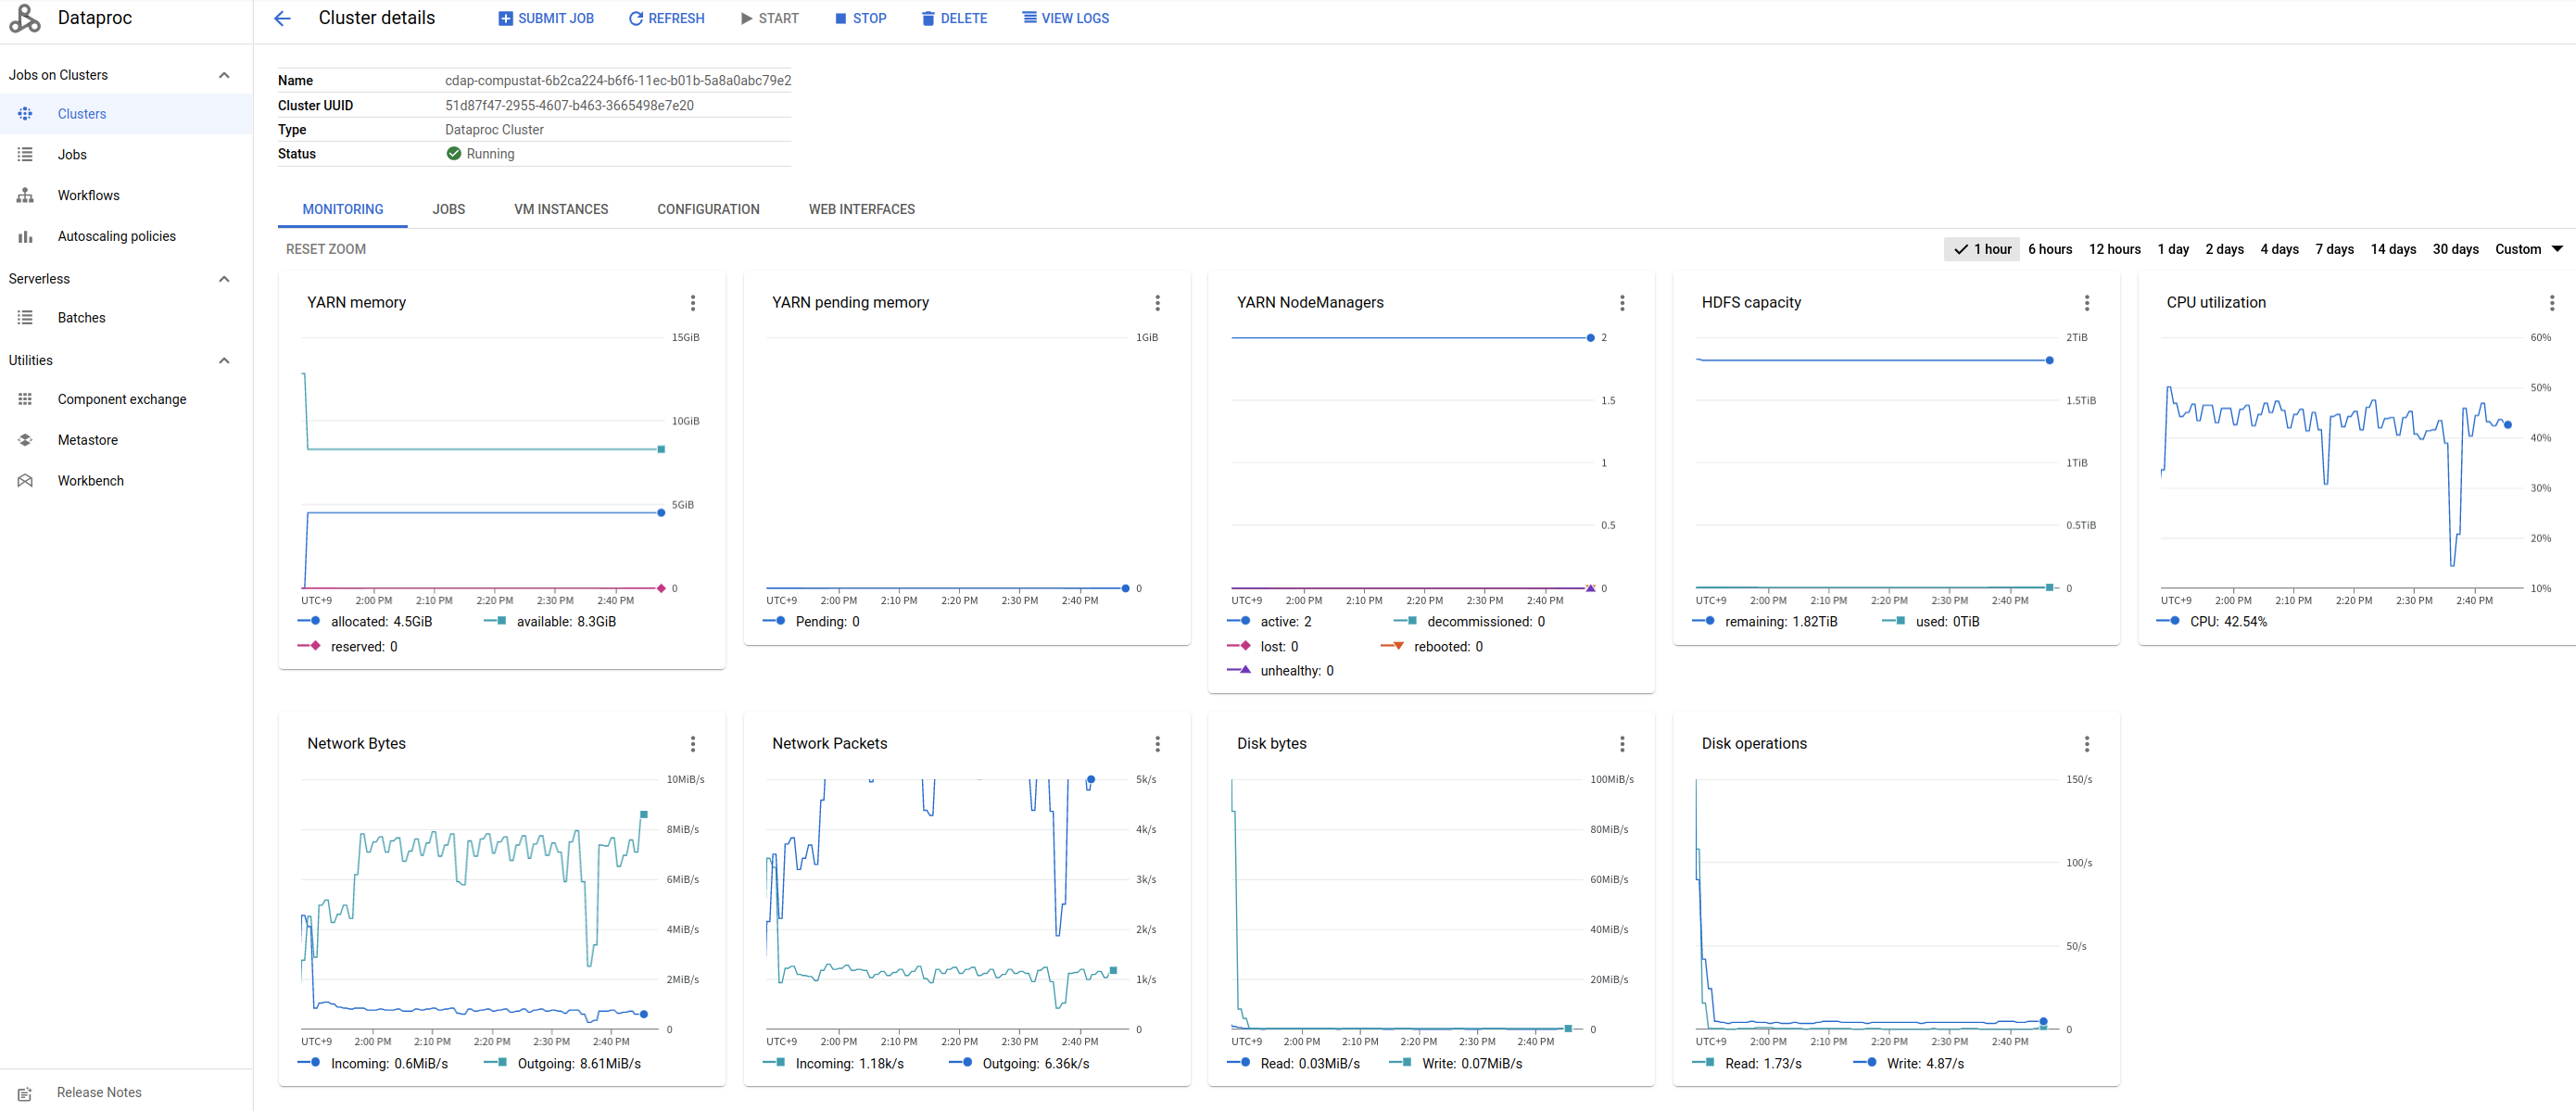 Dataproc
Cluster details
SUBMIT JOB REFRESH START STOP DELETE VIEW LOGS
Jobs on Clusters
Clusters
Jobs
Workflows
Autoscaling policies
Serverless
Batches
Utilities
Component exchange
Metastore
Workbench
Release Notes
Name cdap-compustat-6b2ca224-b6f6-11ec-b01b-5a8a0abc79e2
Cluster UUID 51d87f47-2955-4607-b463-3665498e7e20
Type Dataproc Cluster
Status Running
MONITORING JOBS VM INSTANCES CONFIGURATION WEB INTERFACES
RESET ZOOM
1 hour 6 hours 12 hours 1 day 2 days 4 days 7 days 14 days 30 days Custom
YARN memory
15GiB
10GiB
5GiB
0
UTC+9 2:00 PM 2:10 PM 2:20 PM 2:30 PM 2:40 PM
allocated: 4.5GiB available: 8.3GiB
reserved: 0
YARN pending memory
1GiB
0
UTC+9 2:00 PM 2:10 PM 2:20 PM 2:30 PM 2:40 PM
Pending: 0
YARN NodeManagers
2
1.5
1
0.5
0
UTC+9 2:00 PM 2:10 PM 2:20 PM 2:30 PM 2:40 PM
active: 2 decommissioned: 0
lost: 0 rebooted: 0
unhealthy: 0
HDFS capacity
2TiB
1.5TiB
1TiB
0.5TiB
0
UTC+9 2:00 PM 2:10 PM 2:20 PM 2:30 PM 2:40 PM
remaining: 1.82TiB used: 0TiB
CPU utilization
60%
50%
40%
30%
20%
10%
UTC+9 2:00 PM 2:10 PM 2:20 PM 2:30 PM 2:40 PM
CPU: 42.54%
Network Bytes
10MiB/s
8MiB/s
6MiB/s
4MiB/s
2MiB/s
0
UTC+9 2:00 PM 2:10 PM 2:20 PM 2:30 PM 2:40 PM
Incoming: 0.6MiB/s Outgoing: 8.61MiB/s
Network Packets
5k/s
4k/s
3k/s
2k/s
1k/s
0
UTC+9 2:00 PM 2:10 PM 2:20 PM 2:30 PM 2:40 PM
Incoming: 1.18k/s Outgoing: 6.36k/s
Disk bytes
100MiB/s
80MiB/s
60MiB/s
40MiB/s
20MiB/s
0
UTC+9 2:00 PM 2:10 PM 2:20 PM 2:30 PM 2:40 PM
Read: 0.03MiB/s Write: 0.07MiB/s
Disk operations
150/s
100/s
50/s
0
UTC+9 2:00 PM 2:10 PM 2:20 PM 2:30 PM 2:40 PM
Read: 1.73/s Write: 4.87/s